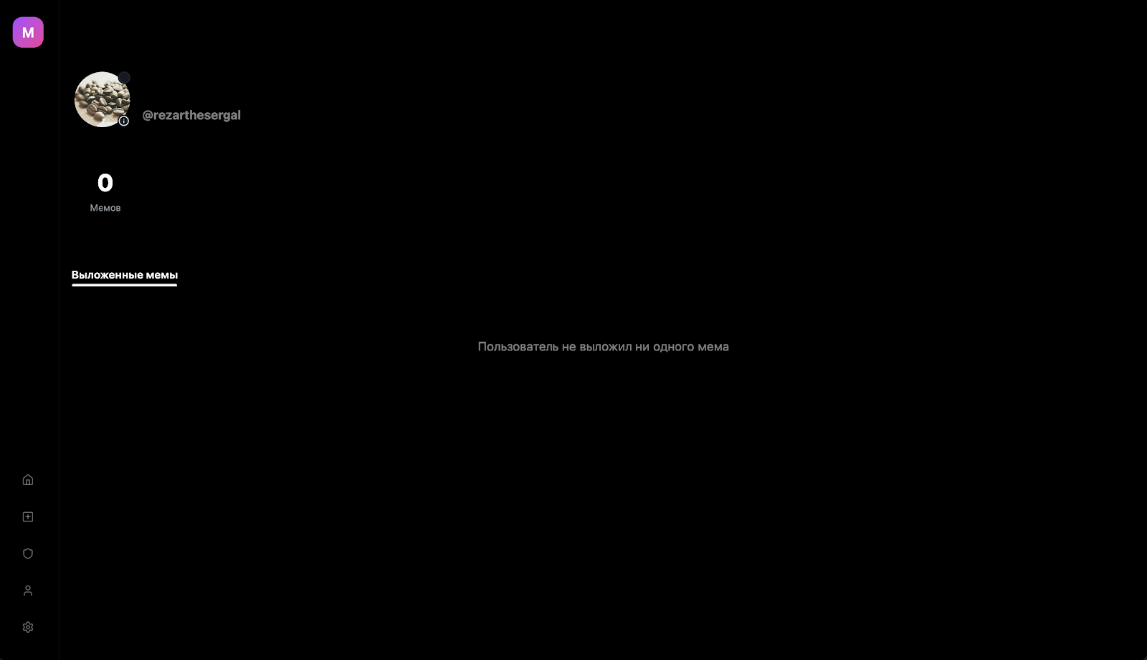 M
@rezarthesergal
0
Мемов
Выложенные мемы
Пользователь не выложил ни одного мема